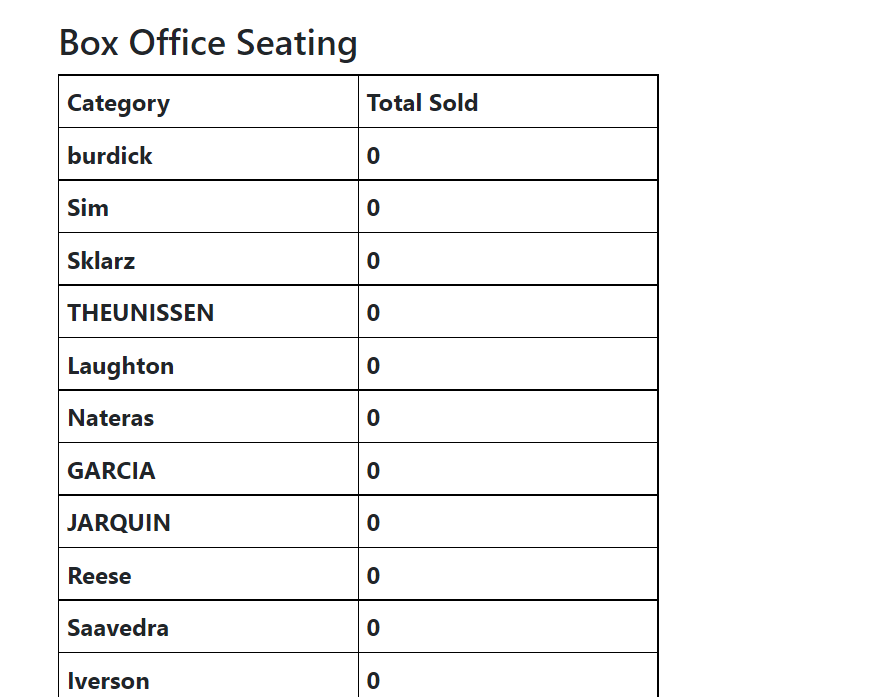 Box Office Seating
Category Total Sold
burdick 0
Sim 0
Sklarz 0
THEUNISSEN 0
Laughton 0
Nateras 0
GARCIA 0
JARQUIN 0
Reese 0
Saavedra 0
Iverson 0